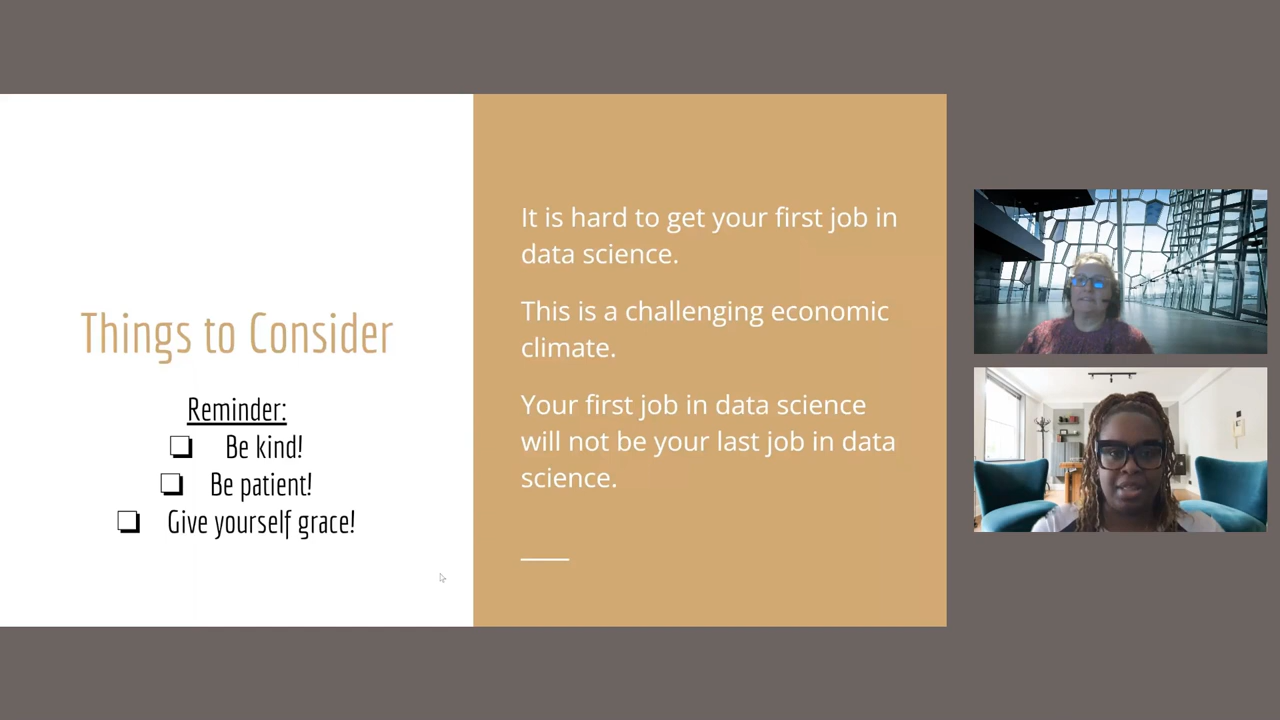 Things to Consider
Reminder:
❏ Be kind!
❏ Be patient!
❏ Give yourself grace!
It is hard to get your first job in
data science.
This is a challenging economic
climate.
Your first job in data science
will not be your last job in data
science.